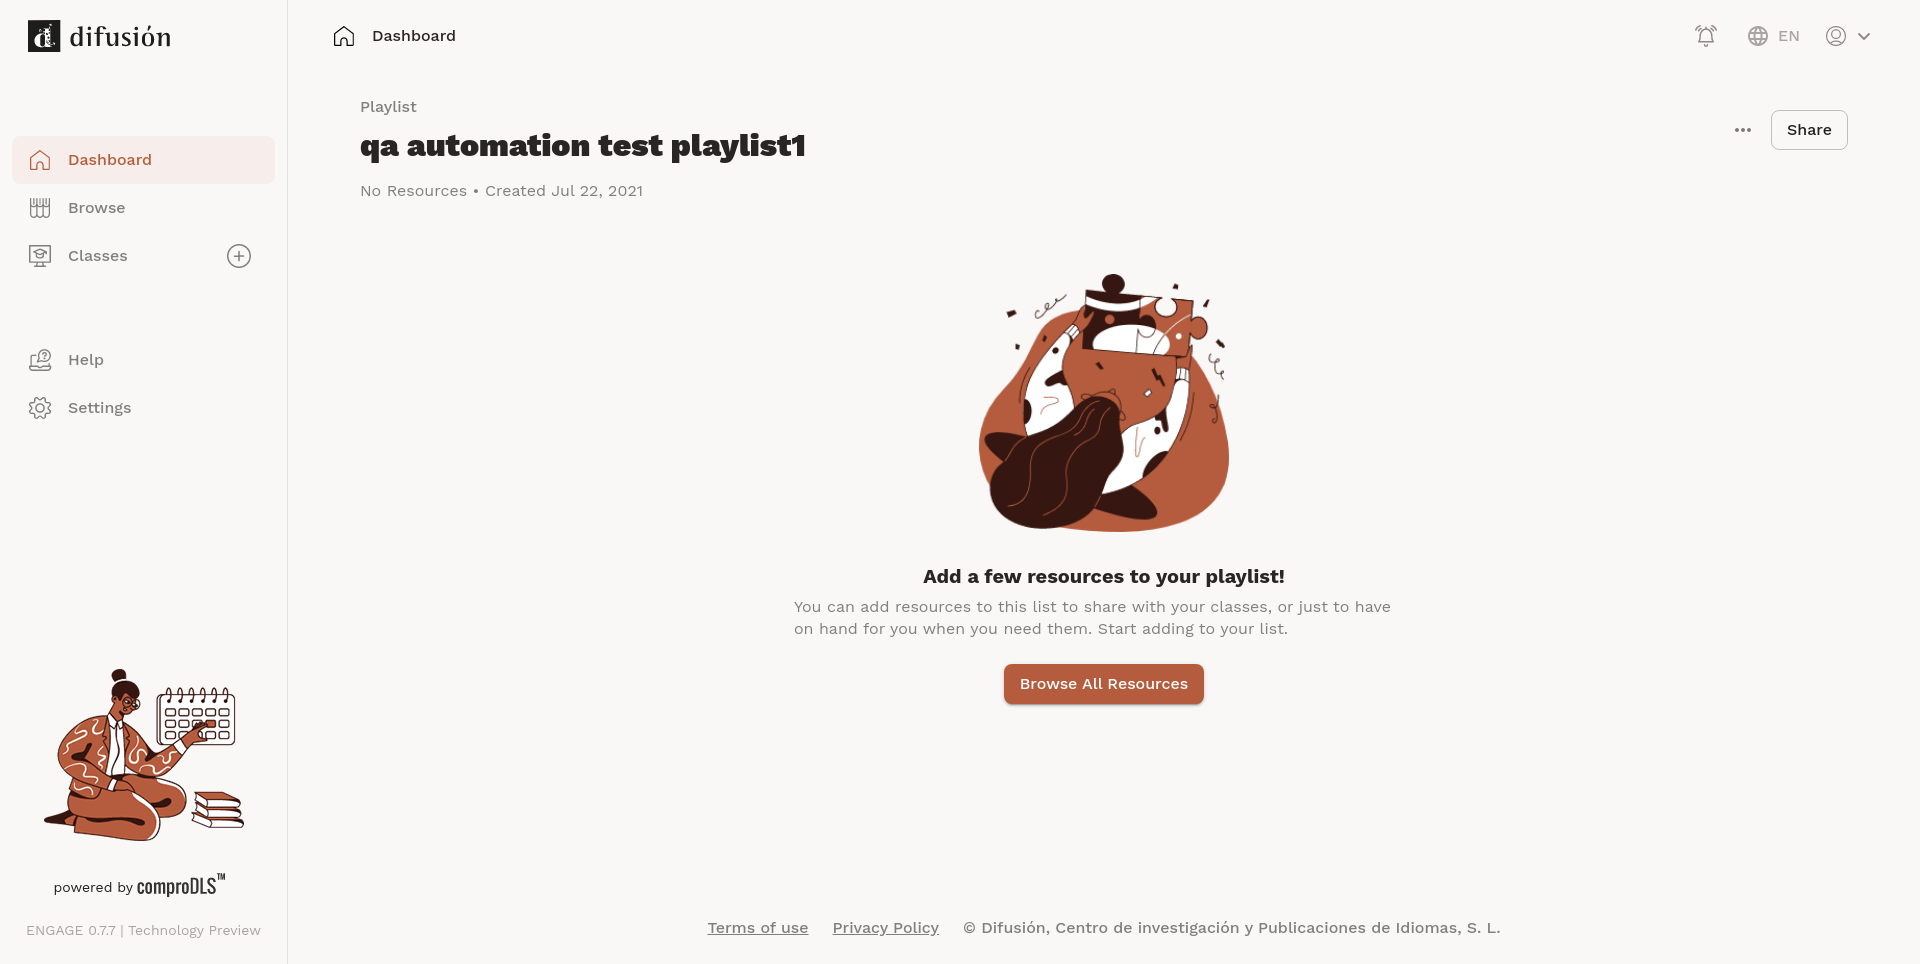 difusión
Dashboard
EN
Dashboard
Browse
Classes
Help
Settings
powered by comproDLS™
ENGAGE 0.7.7 | Technology Preview
Playlist
qa automation test playlist1
No Resources • Created Jul 22, 2021
Share
Add a few resources to your playlist!
You can add resources to this list to share with your classes, or just to have
on hand for you when you need them. Start adding to your list.
Browse All Resources
Terms of use Privacy Policy © Difusión, Centro de investigación y Publicaciones de Idiomas, S. L.